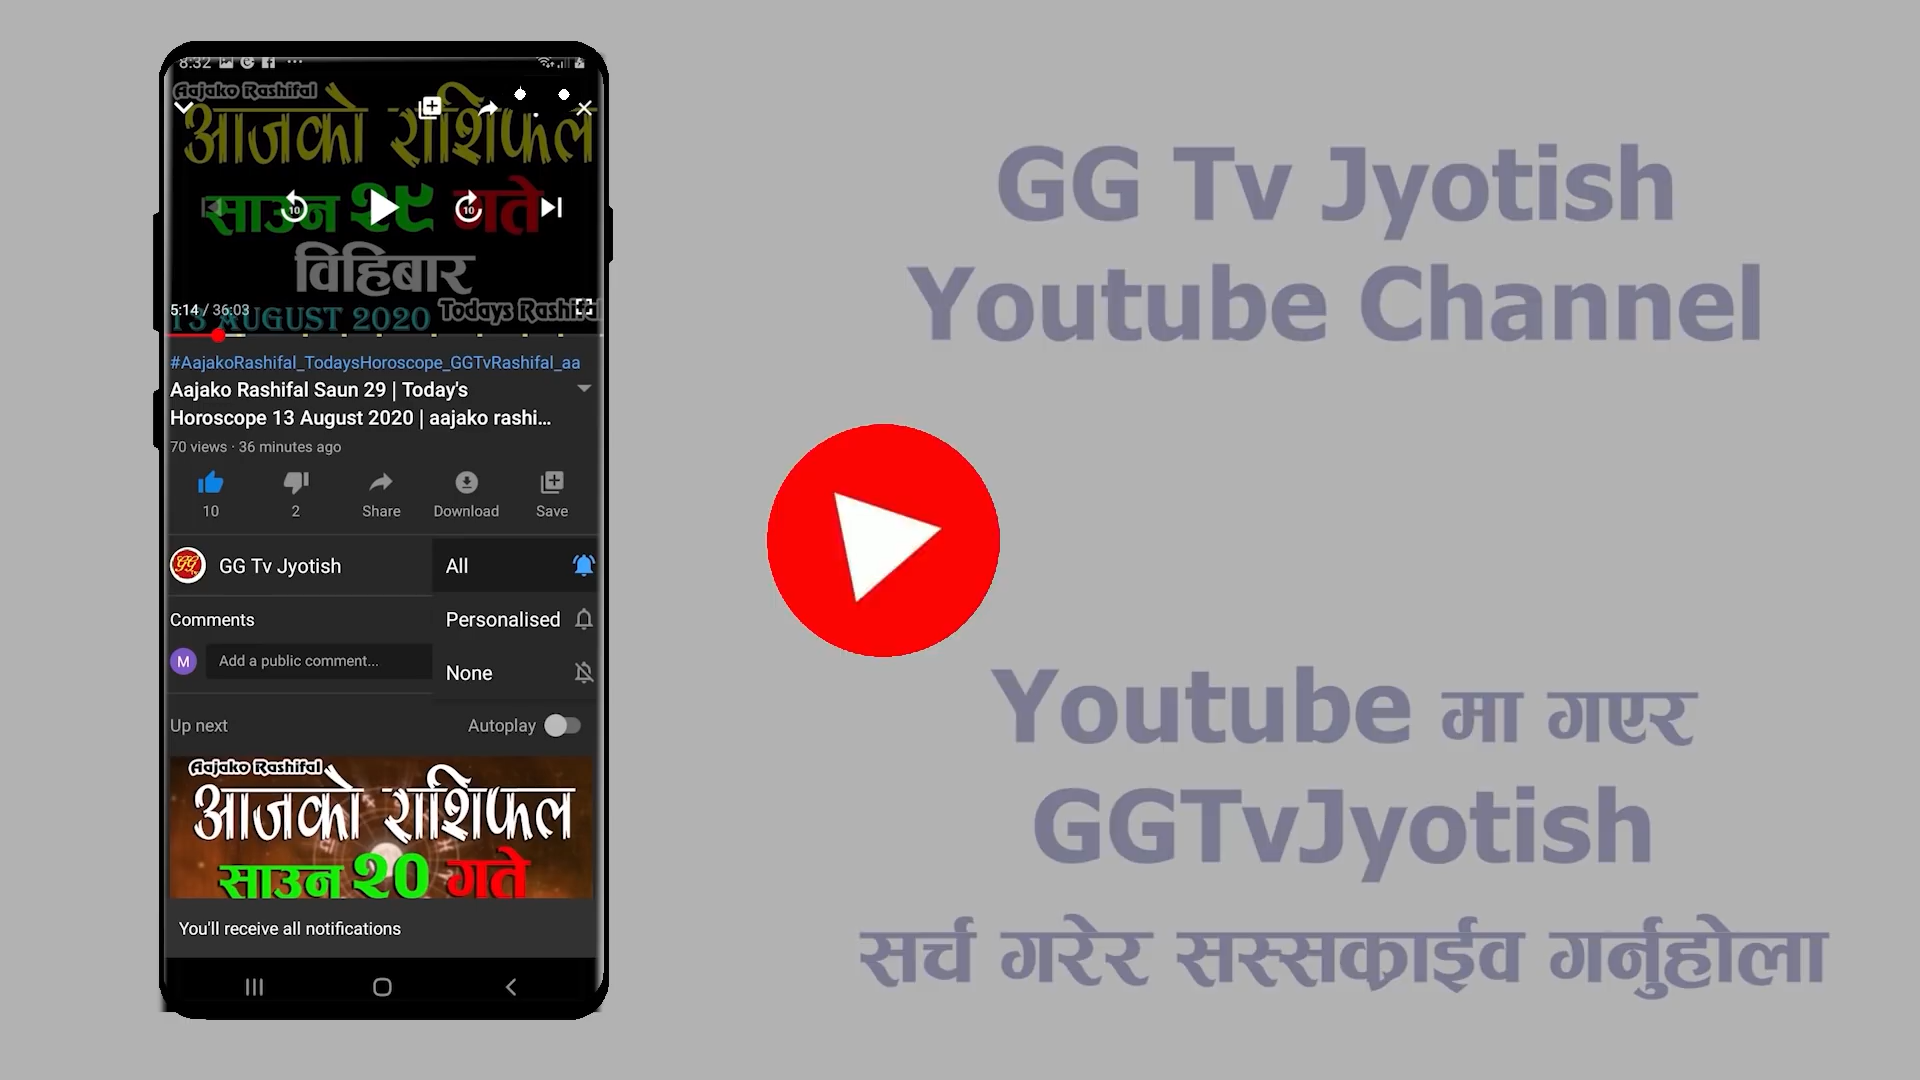 8:32
Aajako Rashifal
आजको राशिफल
साउन २९ गते
10
10
विहिबार
5:14 / 36:03
13 AUGUST 2020
Todays Rashifal
#AajakoRashifal_TodaysHoroscope_GGTvRashifal_aa
Aajako Rashifal Saun 29 | Today's
Horoscope 13 August 2020 | aajako rashi...
70 views · 36 minutes ago
10
2
Share
Download
Save
GG Tv Jyotish
All
Comments
Personalised
M
Add a public comment...
None
Up next
Autoplay
Aajako Rashifal
आजको राशिफल
साउन २० गते
You'll receive all notifications
GG Tv Jyotish
Youtube Channel
Youtube मा गएर
GGTvJyotish
सर्च गरेर सस्सक्राईव गर्नुहोला